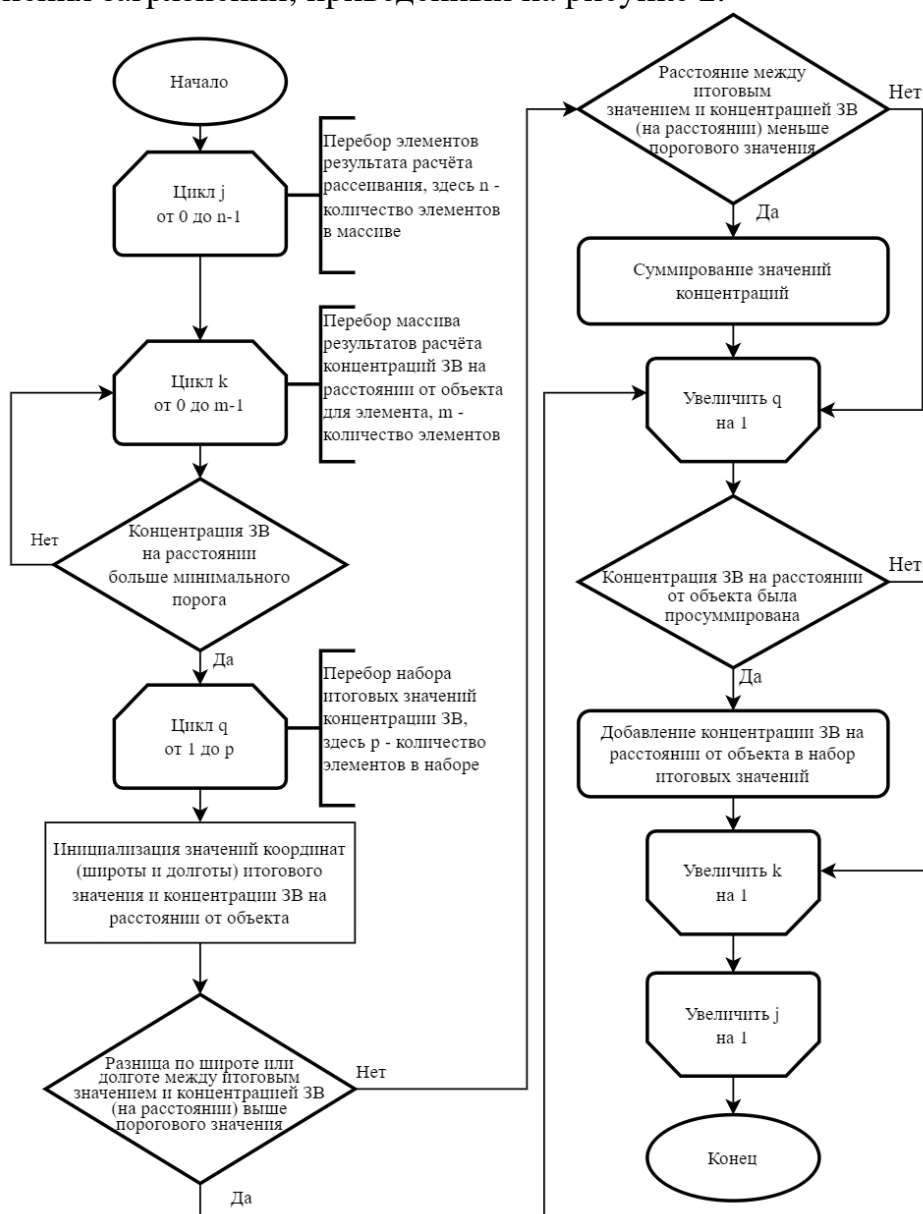 Начало
Цикл j
от 0 до n-1
Перебор элементов
результата расчёта
рассеивания, здесь n -
количество элементов
в массиве
Цикл k
от 0 до m-1
Перебор массива
результатов расчёта
концентраций ЗВ на
расстоянии от объекта
для элемента, m -
количество элементов
Концентрация ЗВ
на расстоянии
больше минимального
порога
Нет
Да
Цикл q
от 1 до p
Перебор набора
итоговых значений
концентрации ЗВ,
здесь p - количество
элементов в наборе
Инициализация значений координат
(широты и долготы) итогового
значения и концентрации ЗВ на
расстоянии от объекта
Разница по широте или
долготе между итоговым
значением и концентрацией ЗВ
(на расстоянии) выше
порогового значения
Нет
Да
Расстояние между
итоговым
значением и концентрацией ЗВ
(на расстоянии) меньше
порогового значения
Нет
Да
Суммирование значений
концентраций
Увеличить q
на 1
Концентрация ЗВ на расстоянии
от объекта была
просуммирована
Нет
Да
Добавление концентрации ЗВ на
расстоянии от объекта в набор
итоговых значений
Увеличить k
на 1
Увеличить j
на 1
Конец